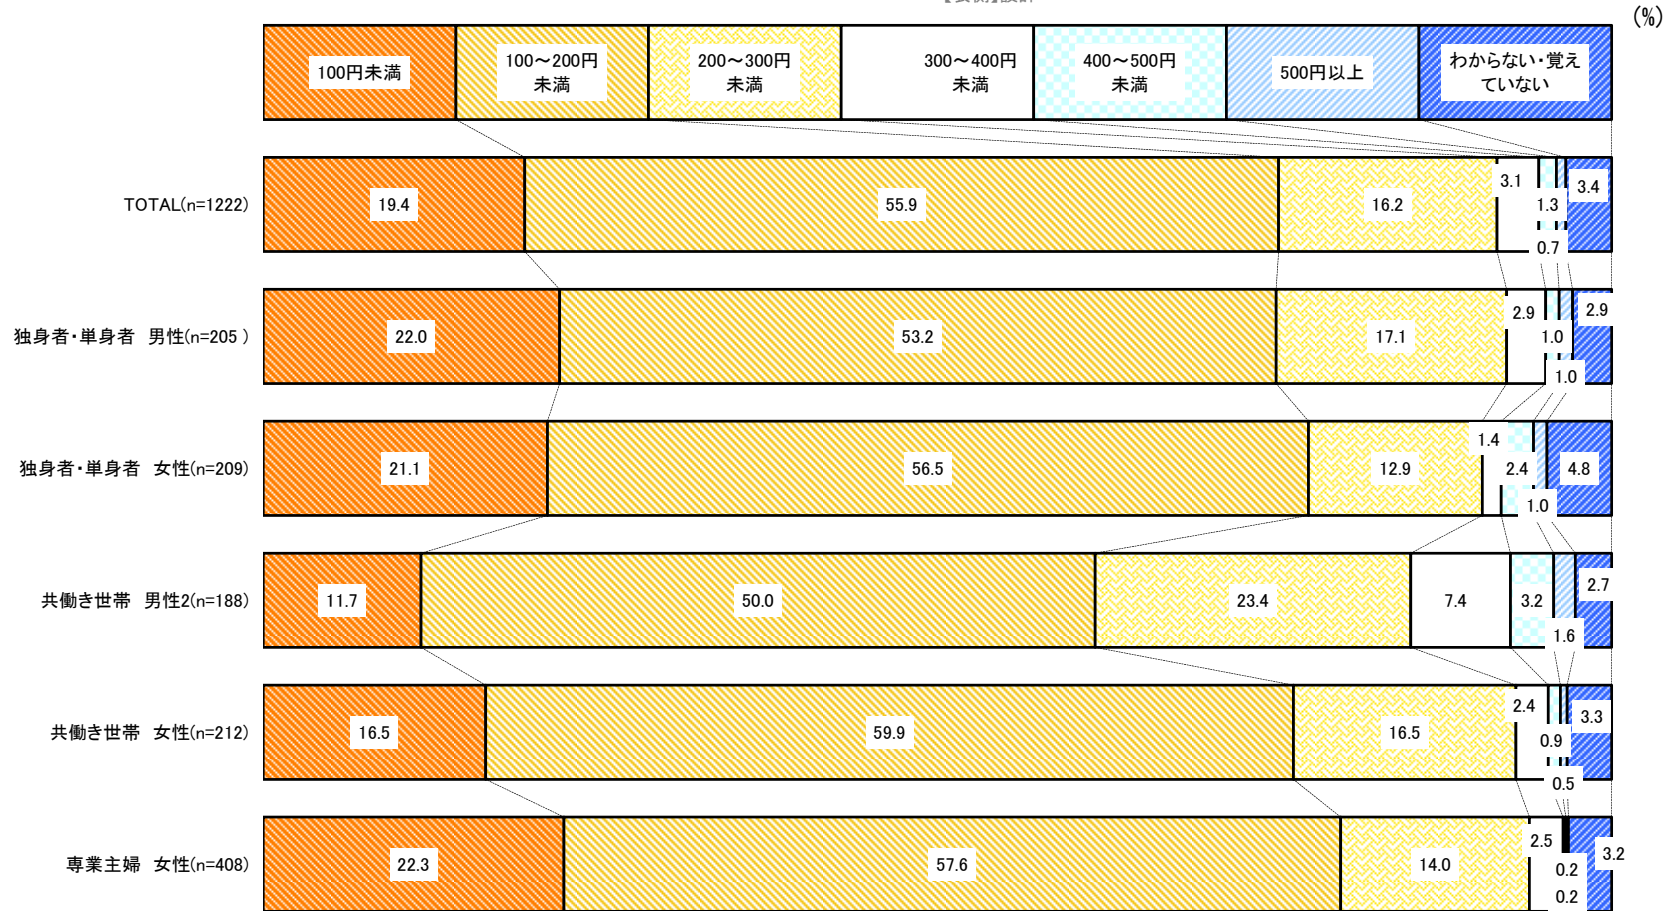 (%)
100円未満
100～200円
未満
200～300円
未満
300～400円
未満
400～500円
未満
500円以上
わからない・覚え
ていない
TOTAL(n=1222)
19.4
55.9
16.2
3.1
1.3
0.7
3.4
独身者・単身者 男性(n=205 )
22.0
53.2
17.1
2.9
1.0
1.0
2.9
独身者・単身者 女性(n=209)
21.1
56.5
12.9
1.4
2.4
1.0
4.8
共働き世帯 男性2(n=188)
11.7
50.0
23.4
7.4
3.2
1.6
2.7
共働き世帯 女性(n=212)
16.5
59.9
16.5
2.4
0.9
0.5
3.3
専業主婦 女性(n=408)
22.3
57.6
14.0
2.5
0.2
0.2
3.2